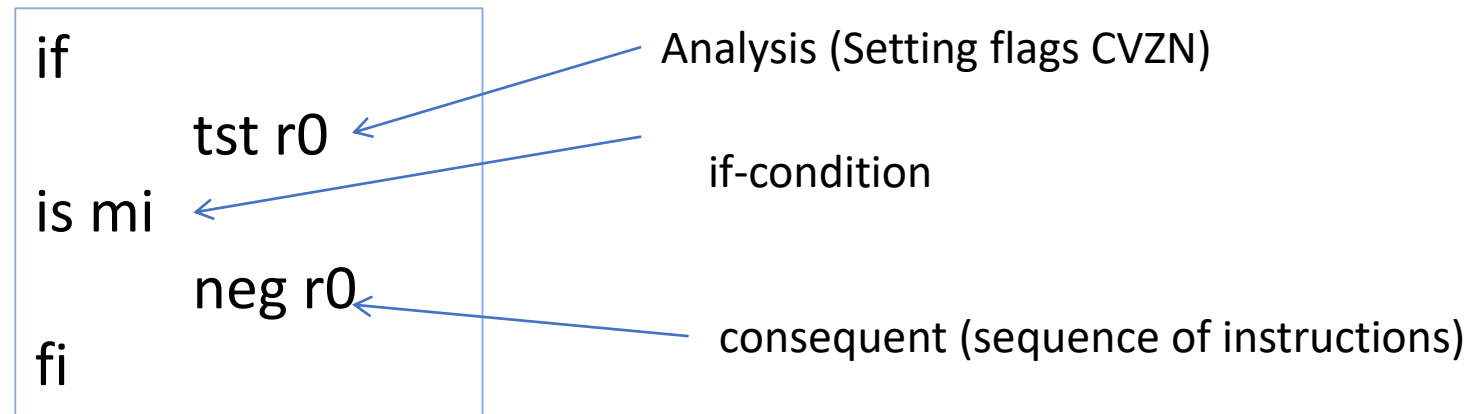 if
tst r0
is mi
neg r0
fi
Analysis (Setting flags CVZN)
if-condition
consequent (sequence of instructions)